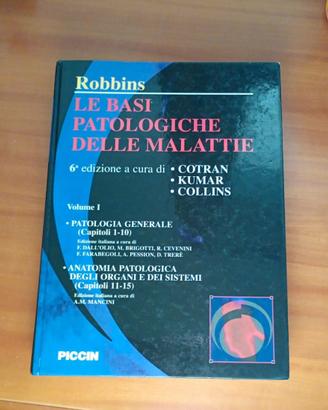 Robbins
LE BASI
PATOLOGICHE
DELLE MALATTIE
6ª edizione a cura di • COTRAN
• KUMAR
• COLLINS
Volume I
• PATOLOGIA GENERALE
(Capitoli 1-10)
Edizione italiana a cura di
F. DALL'OLIO, M. BRIGOTTI, R. CEVENINI
F. FARABEGOLI, A. PESSION, D. TRERÈ
• ANATOMIA PATOLOGICA
DEGLI ORGANI E DEI SISTEMI
(Capitoli 11-15)
Edizione italiana a cura di
A.M. MANCINI
PICCIN